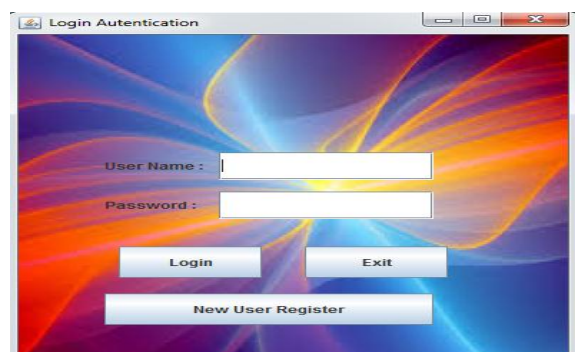 Login Autentication
User Name :
Password :
Login Exit
New User Register